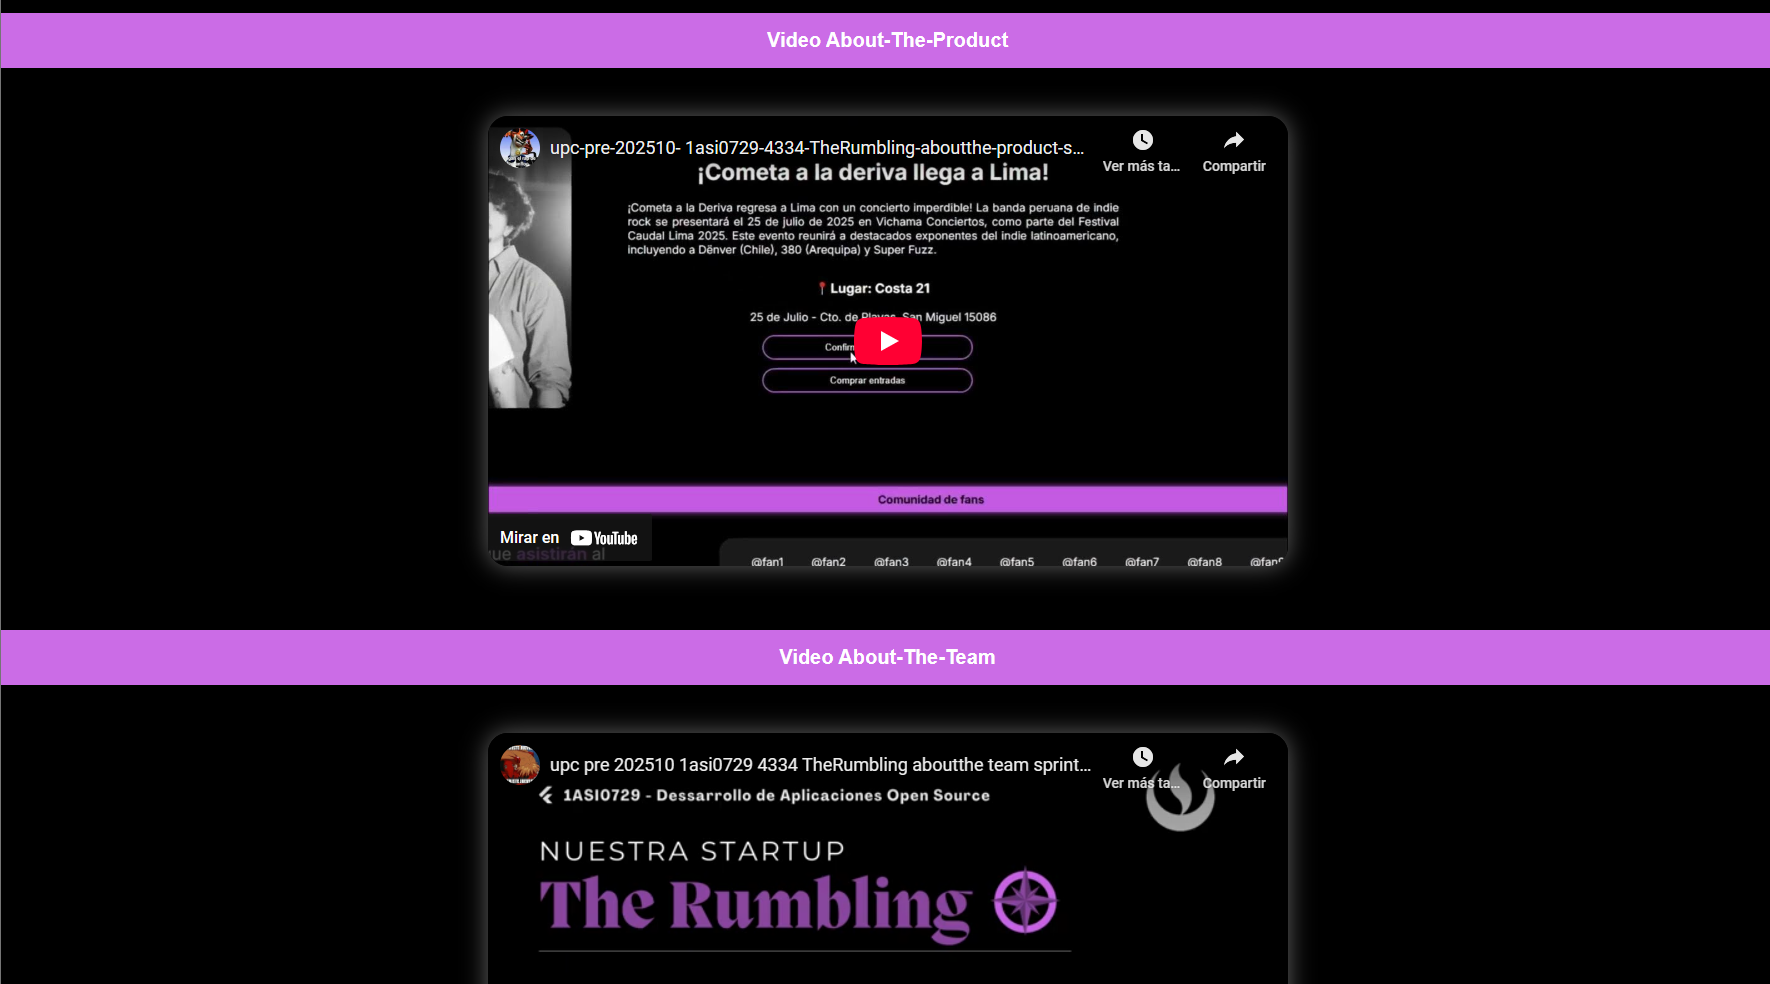 Video About-The-Product
upc-pre-202510- 1asi0729-4334-TheRumbling-aboutthe-product-s...
Ver más ta...
Compartir
¡Cometa a la deriva llega a Lima!
¡Cometa a la Deriva regresa a Lima con un concierto imperdible! La banda peruana de indie
rock se presentará el 25 de julio de 2025 en Vichama Conciertos, como parte del Festival
Caudal Lima 2025. Este evento reunirá a destacados exponentes del indie latinoamericano,
incluyendo a Dënver (Chile), 380 (Arequipa) y Super Fuzz.
Lugar: Costa 21
25 de Julio - Cto. de Playas, San Miguel 15086
Comprar entradas
Comunidad de fans
Mirar en YouTube
asistirán al
@fan1 @fan2 @fan3 @fan4 @fan5 @fan6 @fan7 @fan8
Video About-The-Team
upc pre 202510 1asi0729 4334 TheRumbling aboutthe team sprint...
Ver más ta...
Compartir
1ASI0729 - Dessarrollo de Aplicaciones Open Source
NUESTRA STARTUP
The Rumbling